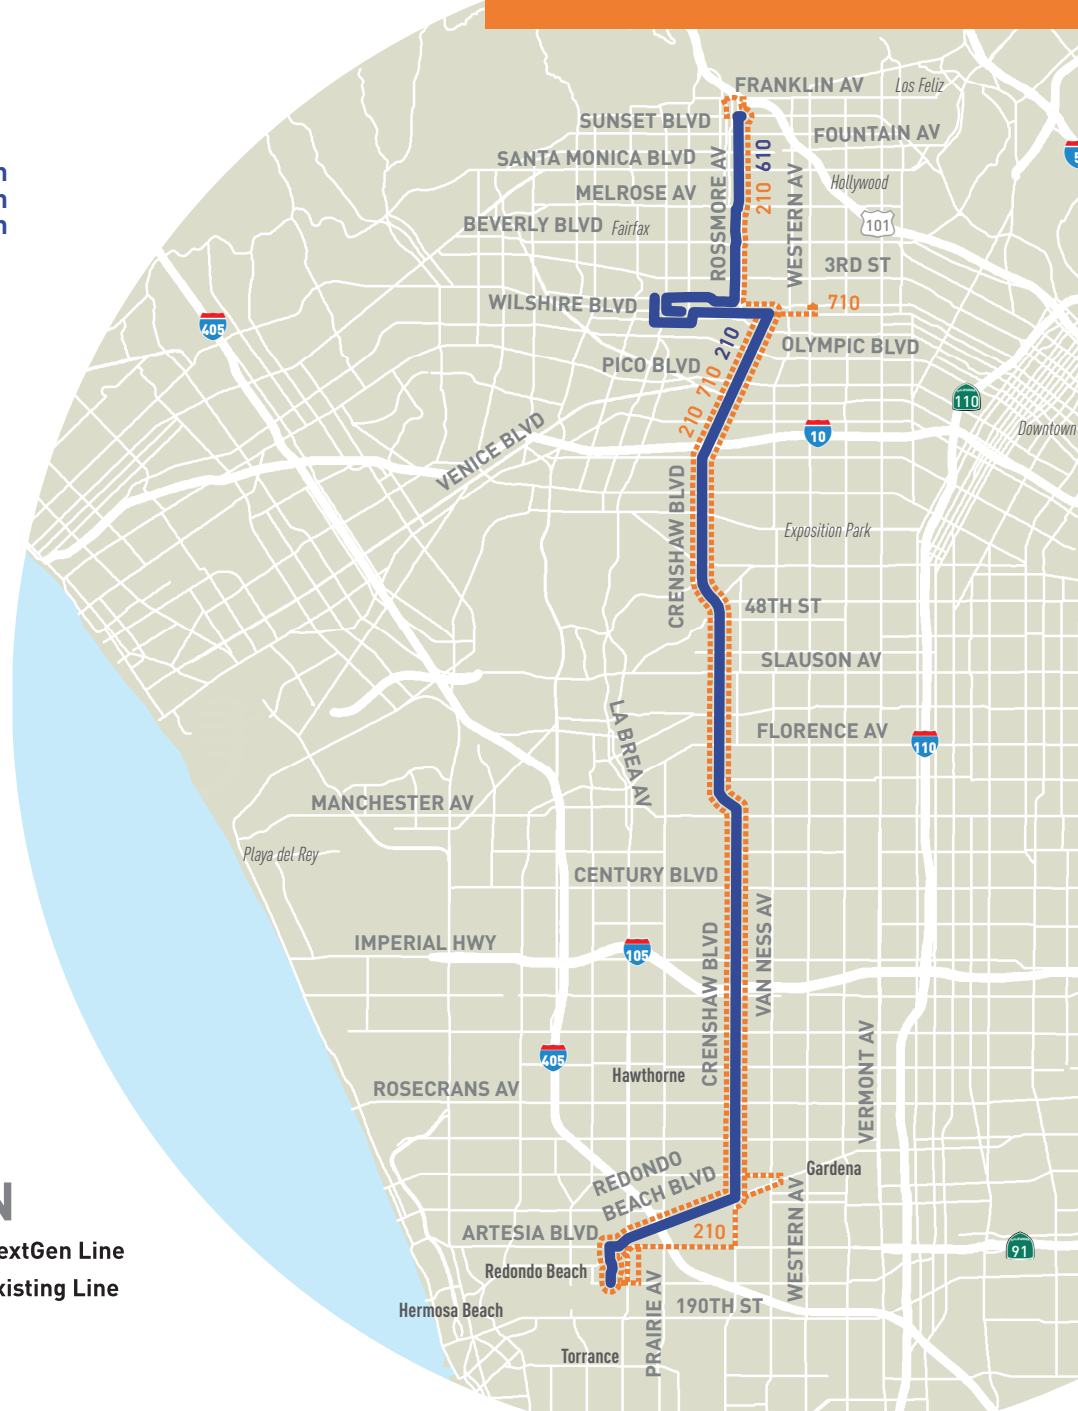 FRANKLIN AV
Los Feliz
SUNSET BLVD
FOUNTAIN AV
5
SANTA MONICA BLVD
610
210
ROSSMORE AV
WESTERN AV
Hollywood
MELROSE AV
BEVERLY BLVD
Fairfax
101
3RD ST
WILSHIRE BLVD
710
405
210
OLYMPIC BLVD
PICO BLVD
210 710
110
Downtown
10
VENICE BLVD
CRENSHAW BLVD
Exposition Park
48TH ST
SLAUSON AV
LA BREA AV
FLORENCE AV
110
MANCHESTER AV
Playa del Rey
CENTURY BLVD
IMPERIAL HWY
105
CRENSHAW BLVD
VAN NESS AV
405
Hawthorne
VERMONT AV
ROSECRANS AV
REDONDO
BEACH BLVD
Gardena
WESTERN AV
N
ARTESIA BLVD
210
91
extGen Line
Redondo Beach
xisting Line
PRAIRIE AV
190TH ST
Hermosa Beach
Torrance